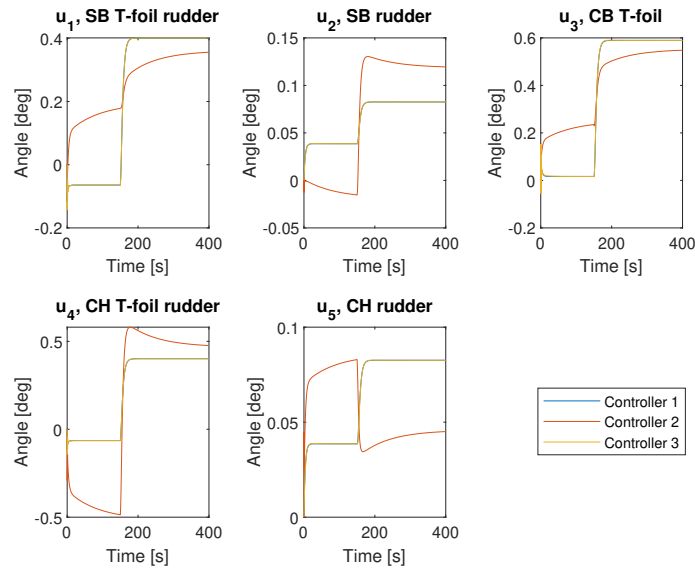 u1, SB T-foil rudder
0.4
0.2
0
-0.2
Angle [deg]
0 200 400
Time [s]
u2, SB rudder
0.15
0.1
0.05
0
-0.05
Angle [deg]
0 200 400
Time [s]
u3, CB T-foil
0.6
0.4
0.2
0
-0.2
Angle [deg]
0 200 400
Time [s]
u4, CH T-foil rudder
0.5
0
-0.5
Angle [deg]
0 200 400
Time [s]
u5, CH rudder
0.1
0.05
0
Angle [deg]
0 200 400
Time [s]
Controller 1
Controller 2
Controller 3